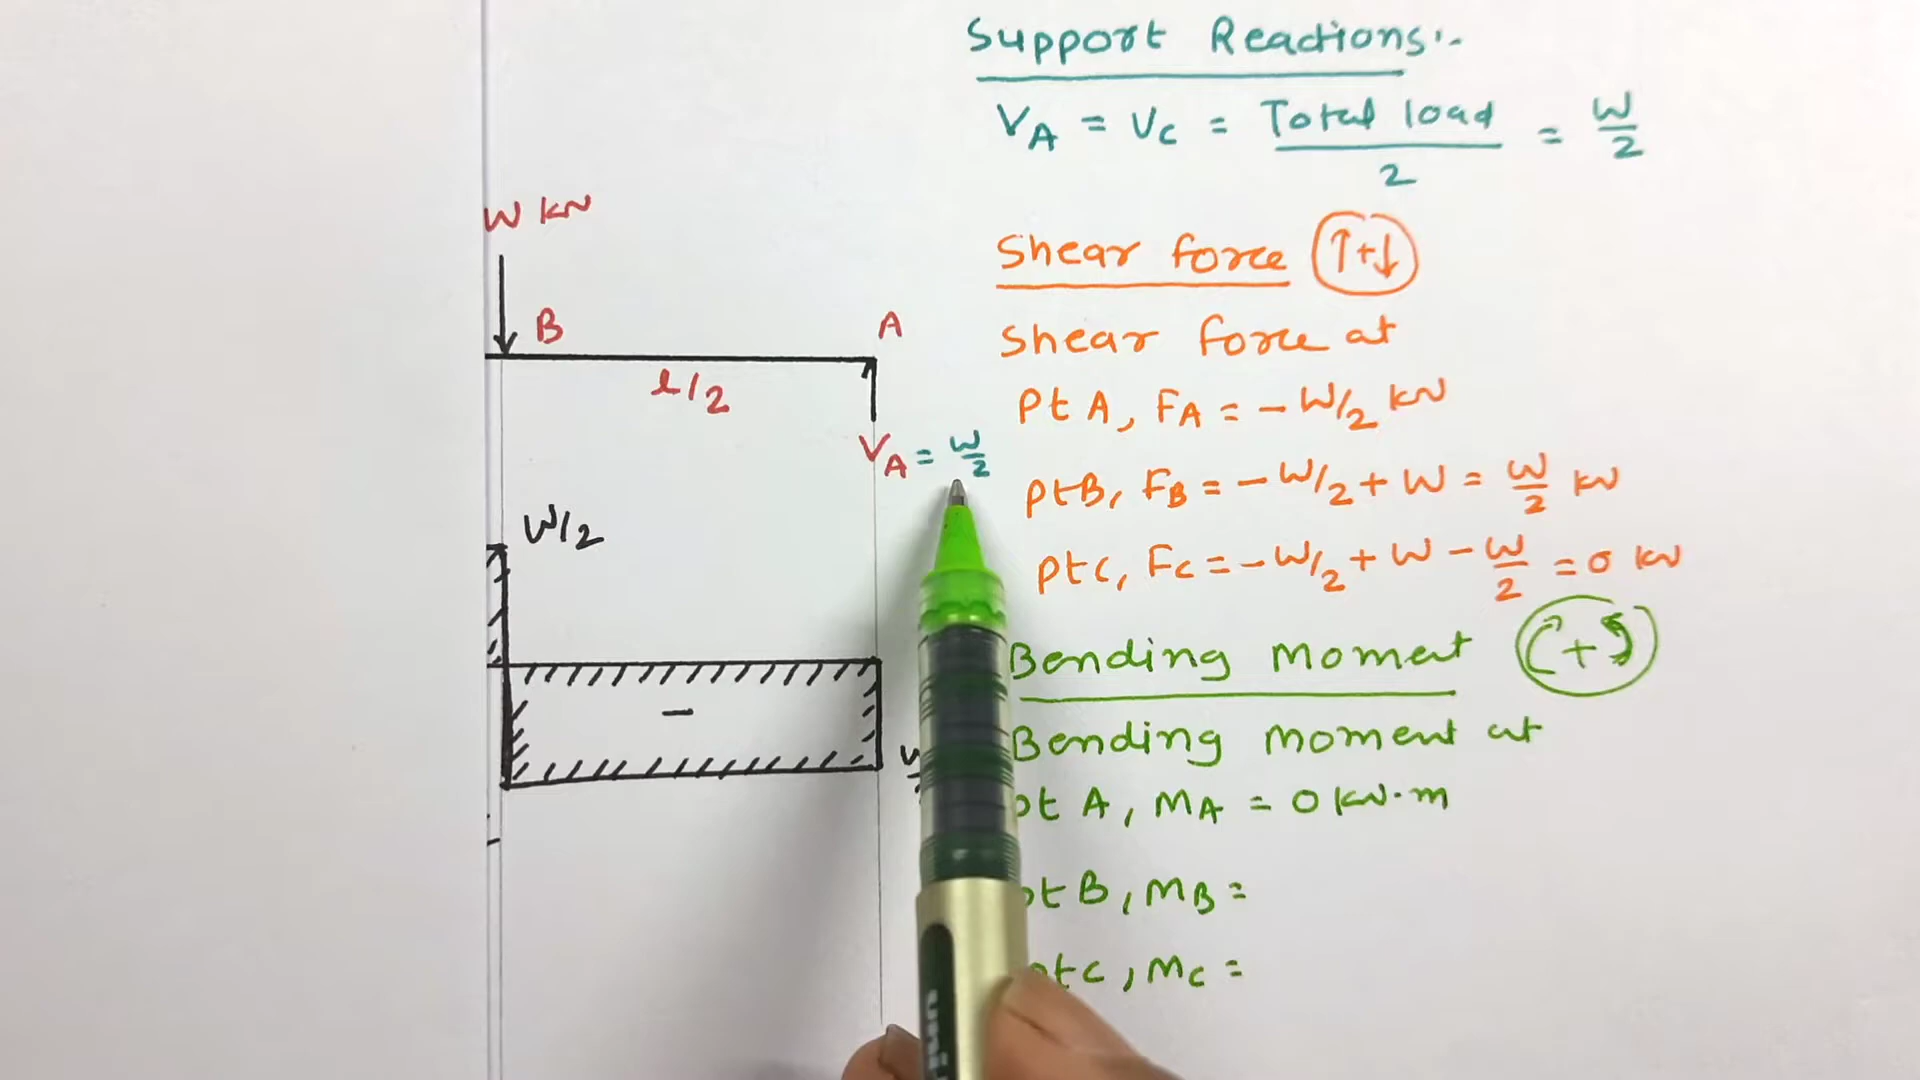 Support Reactions:-
VA = VC = Total load / 2 = W/2
Shear force (↑+↓)
Shear force at
Pt A, FA = - W/2 kN
Pt B, FB = - W/2 + W = W/2 kN
Pt C, FC = - W/2 + W - W/2 = 0 kN
Bending Moment (+)
Bending moment at
pt A, MA = 0 kN.m
pt B, MB =
pt C, MC =
W kN
B
A
l/2
VA = W/2
W/2
-
uni